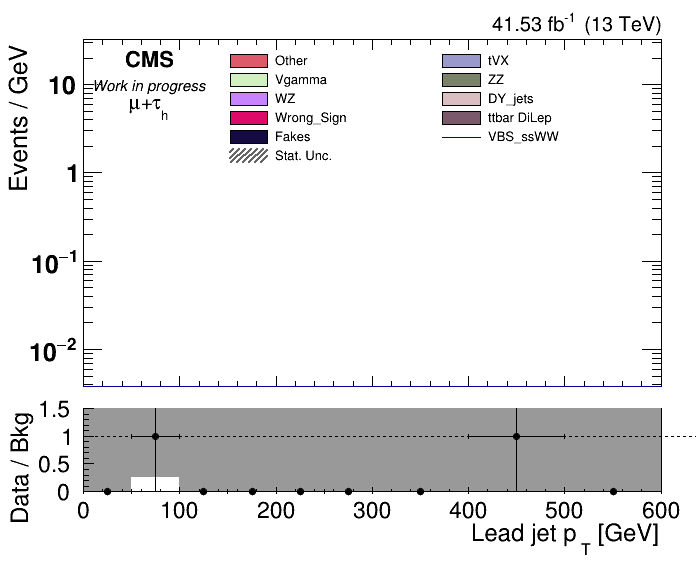 41.53 fb⁻¹ (13 TeV)
CMS
Work in progress
μ+τ_h
Other
Vgamma
WZ
Wrong_Sign
Fakes
Stat. Unc.
tVX
ZZ
DY_jets
ttbar DiLep
VBS_ssWW
Events / GeV
10
1
10⁻¹
10⁻²
Data / Bkg
1.5
1
0.5
0
0 100 200 300 400 500 600
Lead jet p_T [GeV]